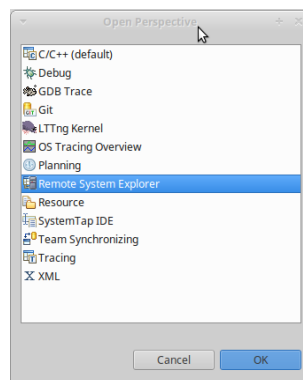 Open Perspective
C/C++ (default)
Debug
GDB Trace
Git
LTTng Kernel
OS Tracing Overview
Planning
Remote System Explorer
Resource
SystemTap IDE
Team Synchronizing
Tracing
X XML
Cancel
OK